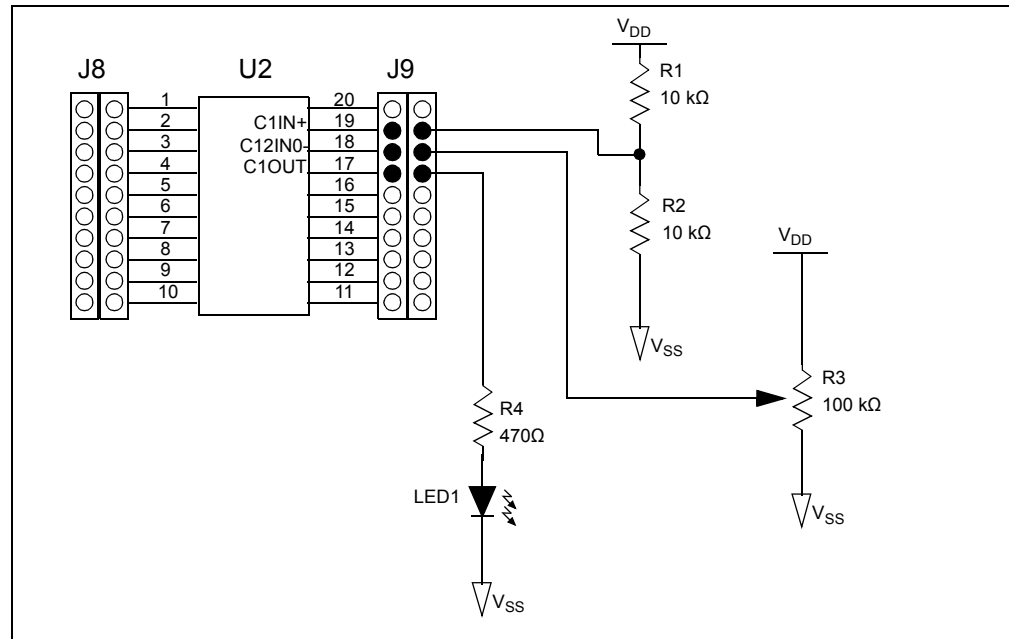 J8
U2
J9
1
2
3
4
5
6
7
8
9
10
C1IN+
C12IN0-
C1OUT
20
19
18
17
16
15
14
13
12
11
VDD
R1
10 kΩ
R2
10 kΩ
VSS
VDD
R3
100 kΩ
VSS
R4
470Ω
LED1
VSS